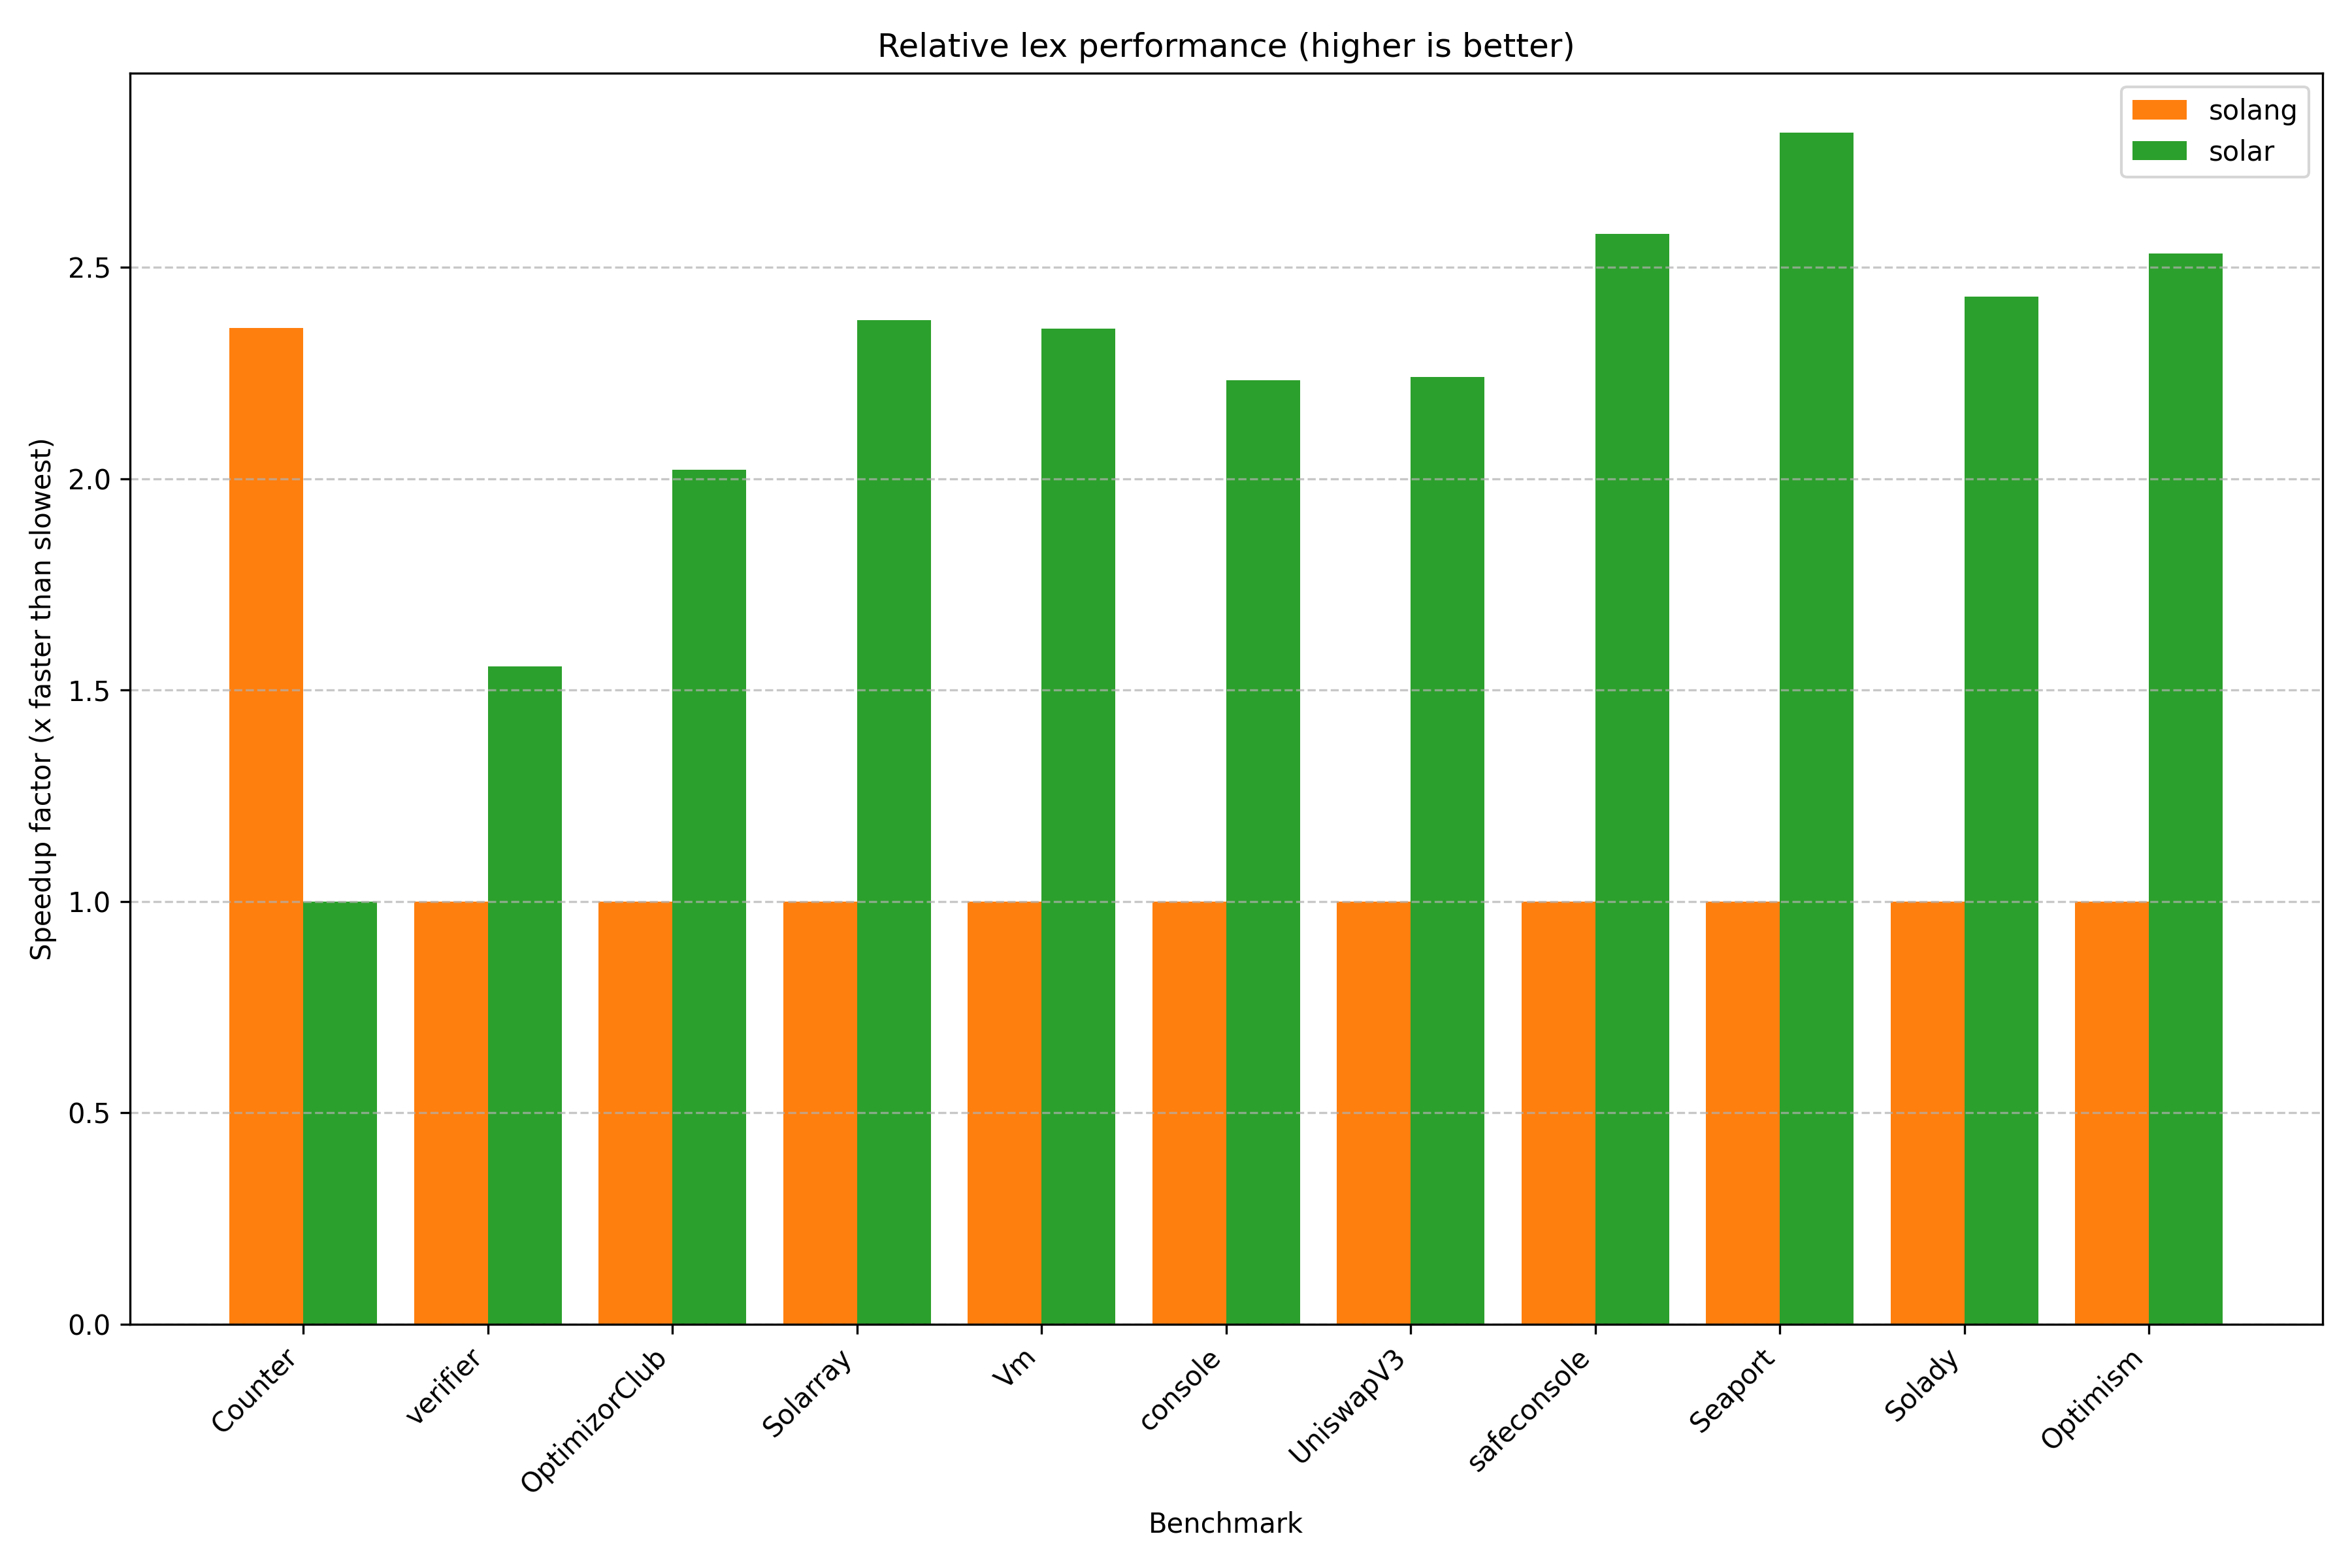 Relative lex performance (higher is better)
solang
solar
Speedup factor (x faster than slowest)
2.5
2.0
1.5
1.0
0.5
0.0
Counter
verifier
OptimizorClub
Solarray
Vm
console
UniswapV3
safeconsole
Seaport
Solady
Optimism
Benchmark